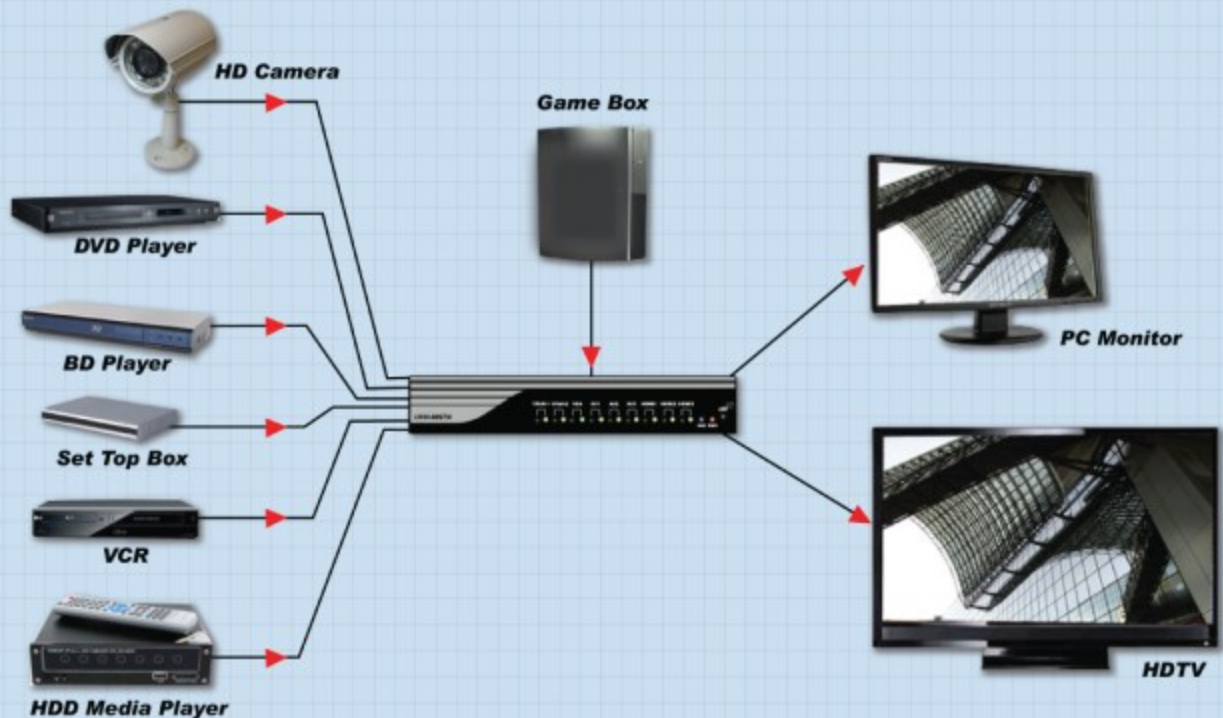 HD Camera
Game Box
DVD Player
BD Player
PC Monitor
Set Top Box
VCR
HDTV
HDD Media Player